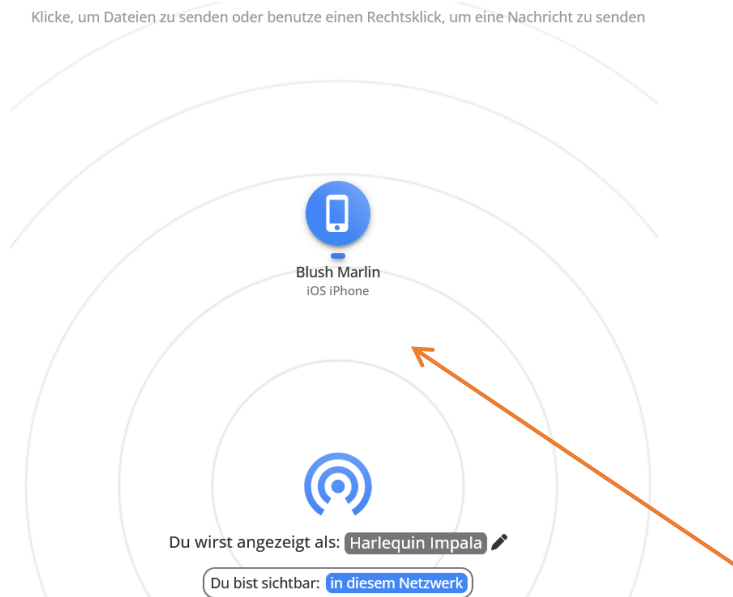 Klicke, um Dateien zu senden oder benutze einen Rechtsklick, um eine Nachricht zu senden
Blush Marlin
iOS iPhone
Du wirst angezeigt als: Harlequin Impala
Du bist sichtbar: in diesem Netzwerk